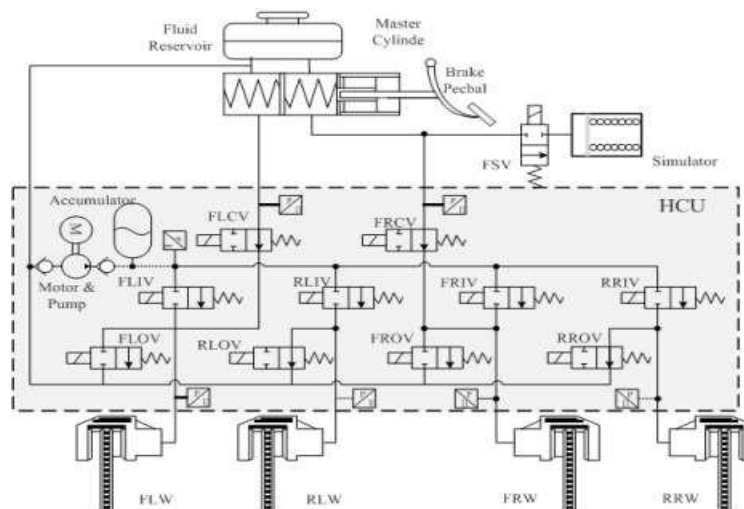 Fluid
Reservoir
Master
Cylinde
Brake
Pecbal
FSV
Simulator
Accumulator
HCU
M
FLCV
FRCV
Motor &
Pump
FLIV
RLIV
FRIV
RRIV
FLOV
RLOV
FROV
RROV
FLW
RLW
FRW
RRW